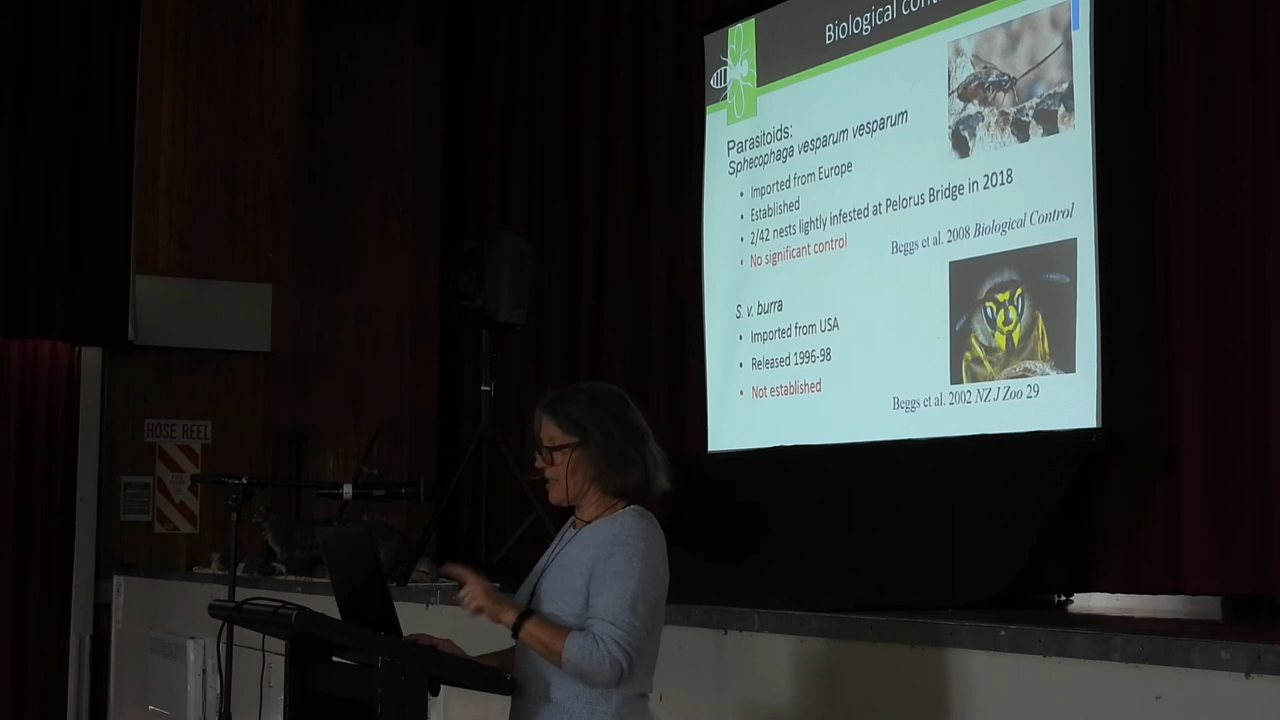 Biological cont
Parasitoids:
Sphecophaga vesparum vesparum
• Imported from Europe
• Established
• 2/42 nests lightly infested at Pelorus Bridge in 2018
• No significant control
Beggs et al. 2008 Biological Control
S. v. burra
• Imported from USA
• Released 1996-98
• Not established
Beggs et al. 2002 NZ J Zoo 29
HOSE REEL